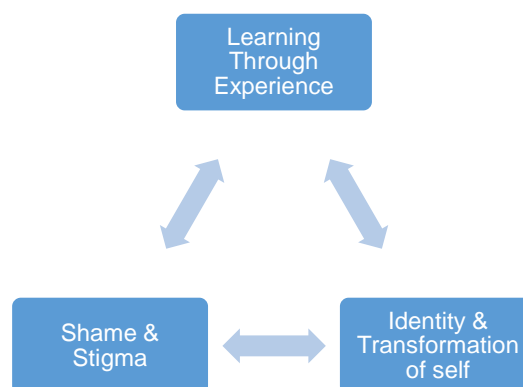 Learning
Through
Experience
Shame &
Stigma
Identity &
Transformation
of self